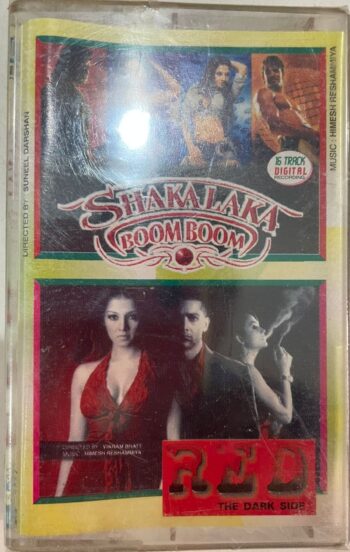 DIRECTED BY : SUNEEL DARSHAN
MUSIC : HIMESH RESHAMMIYA
16 TRACK
DIGITAL
RECORDING
SHAKALAKA
BOOM BOOM
DIRECTED BY : VIKRAM BHATT
MUSIC : HIMESH RESHAMMIYA
RED
THE DARK SIDE